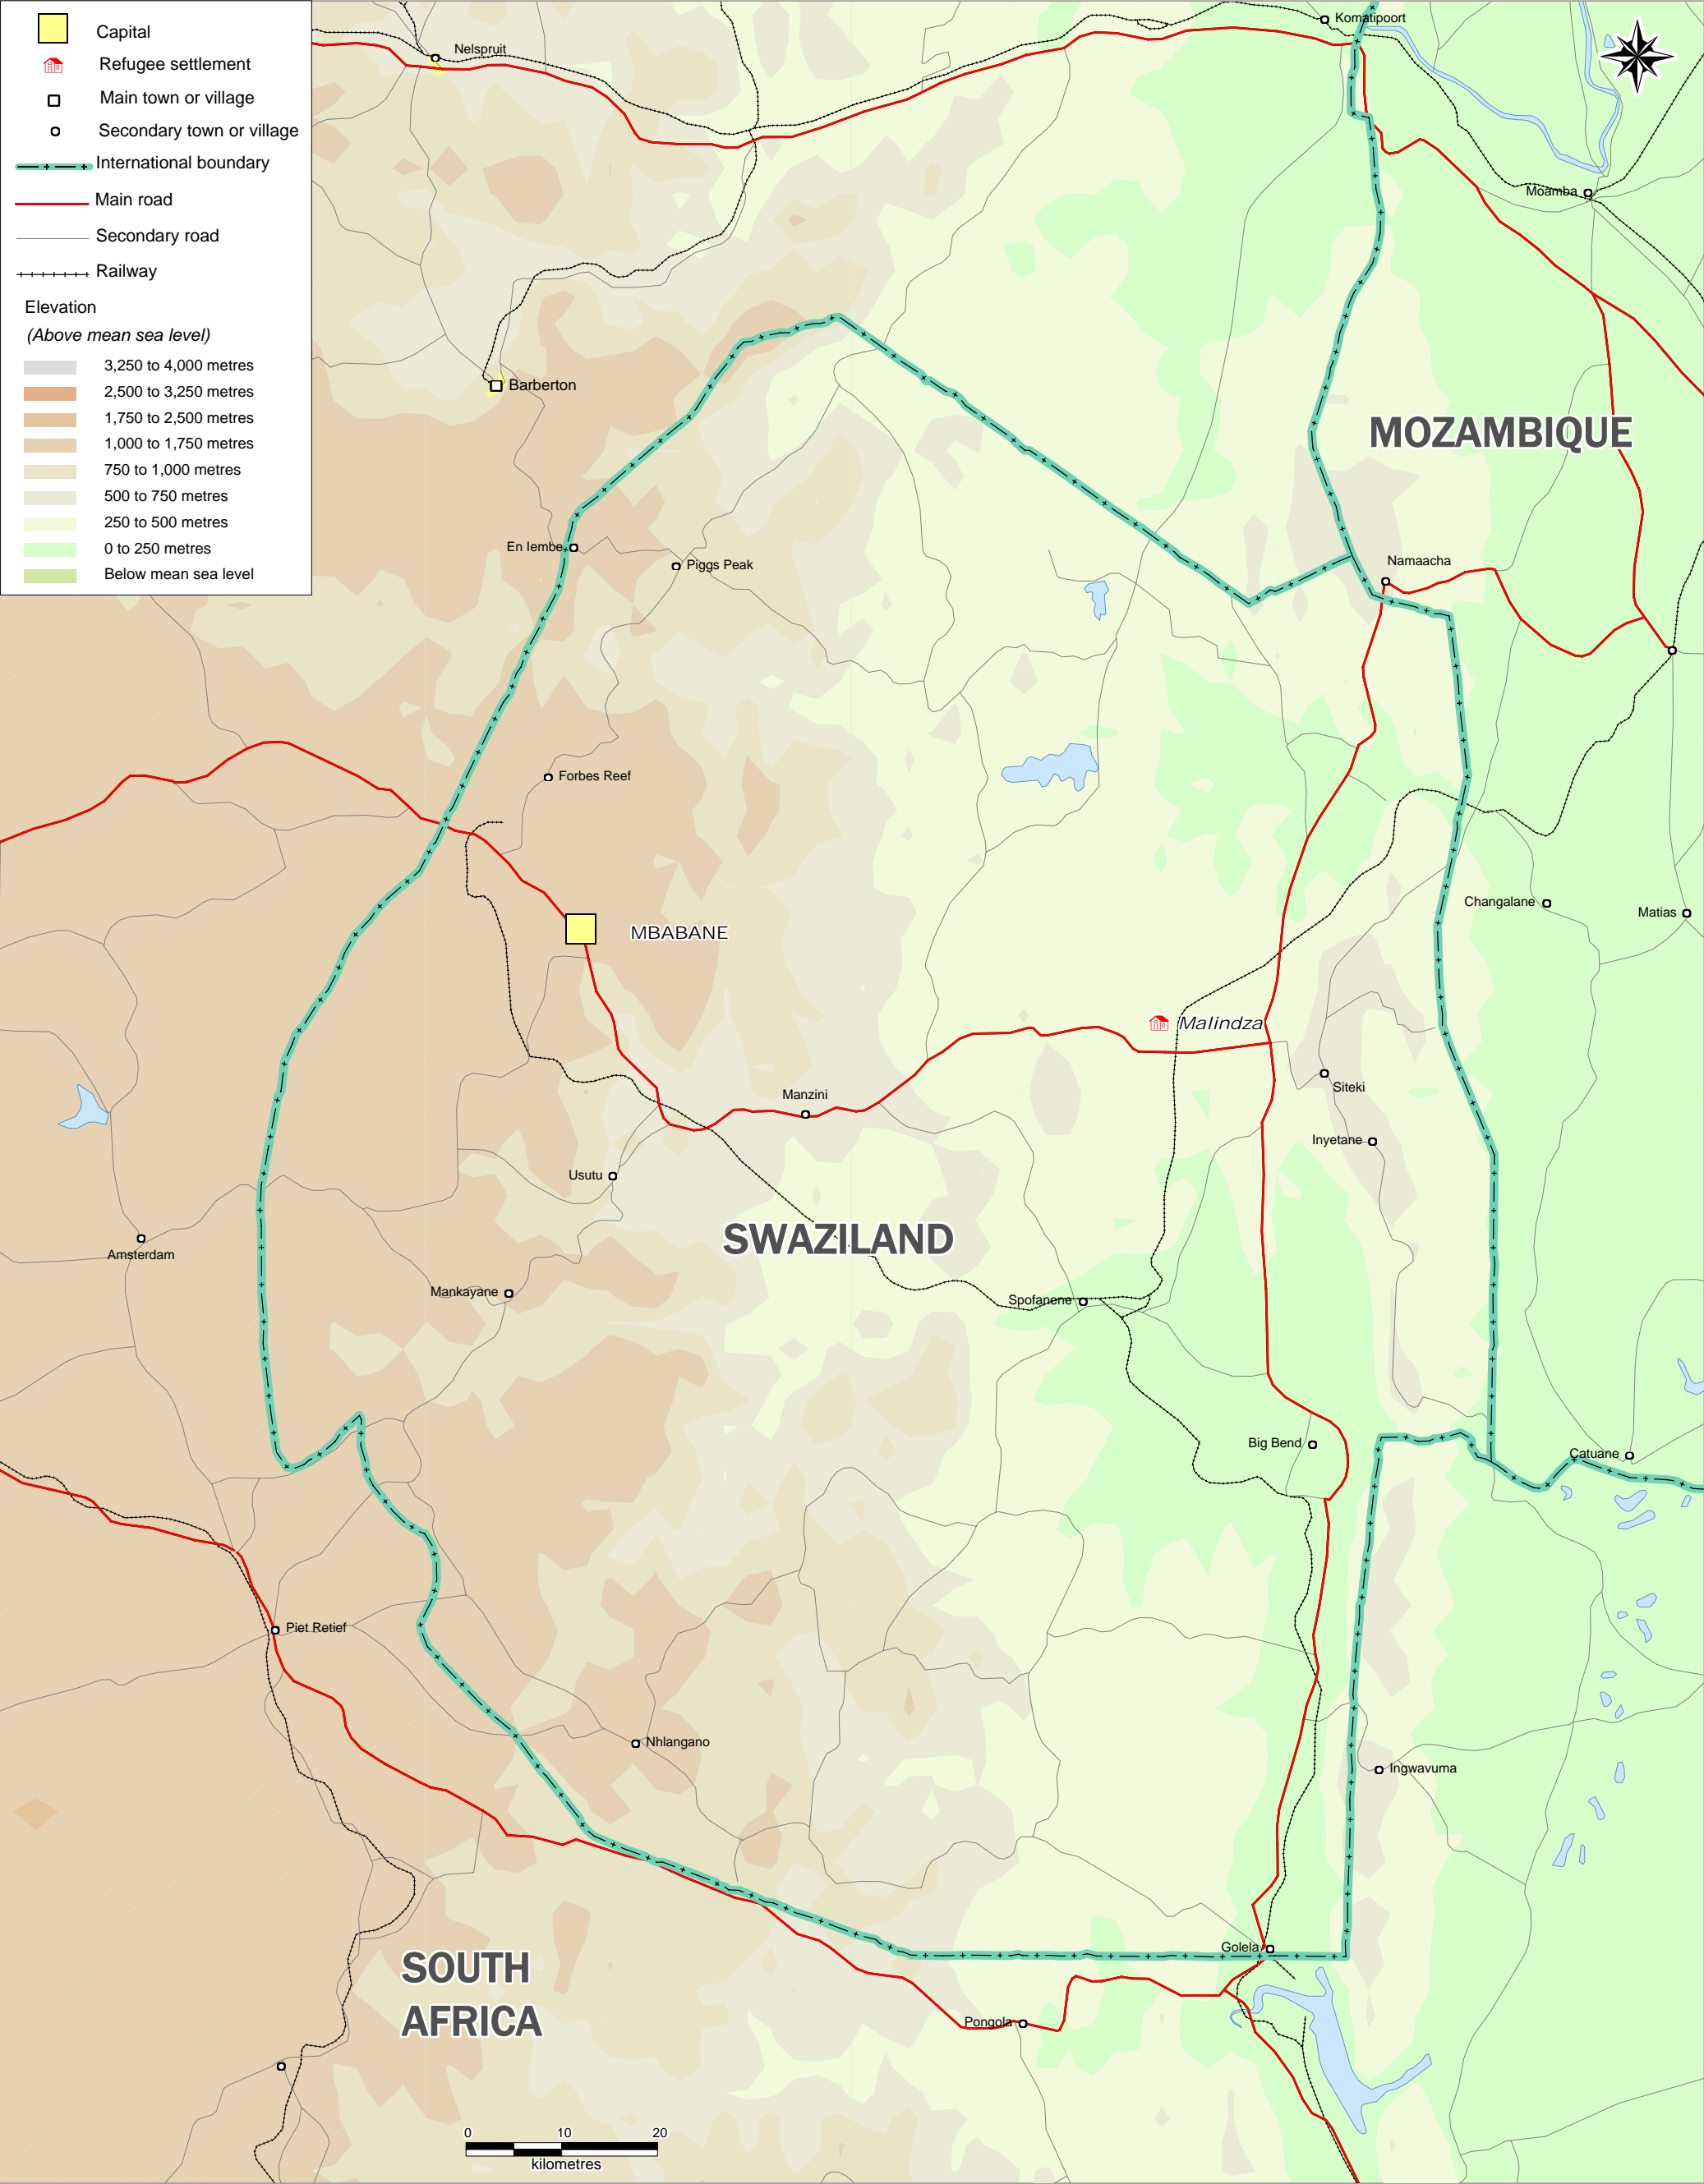 Capital
Refugee settlement
Main town or village
Secondary town or village
International boundary
Main road
Secondary road
Railway
Elevation
(Above mean sea level)
3,250 to 4,000 metres
2,500 to 3,250 metres
1,750 to 2,500 metres
1,000 to 1,750 metres
750 to 1,000 metres
500 to 750 metres
250 to 500 metres
0 to 250 metres
Below mean sea level
Komatipoort
Nelspruit
Moamba
Barberton
MOZAMBIQUE
En Iembe
Piggs Peak
Namaacha
Forbes Reef
Changalane
Matias
MBABANE
Malindza
Siteki
Manzini
Inyetane
Usutu
SWAZILAND
Amsterdam
Mankayane
Spofanene
Big Bend
Catuane
Piet Retief
Nhlangano
Ingwavuma
Golela
SOUTH
AFRICA
Pongola
0 10 20
kilometres